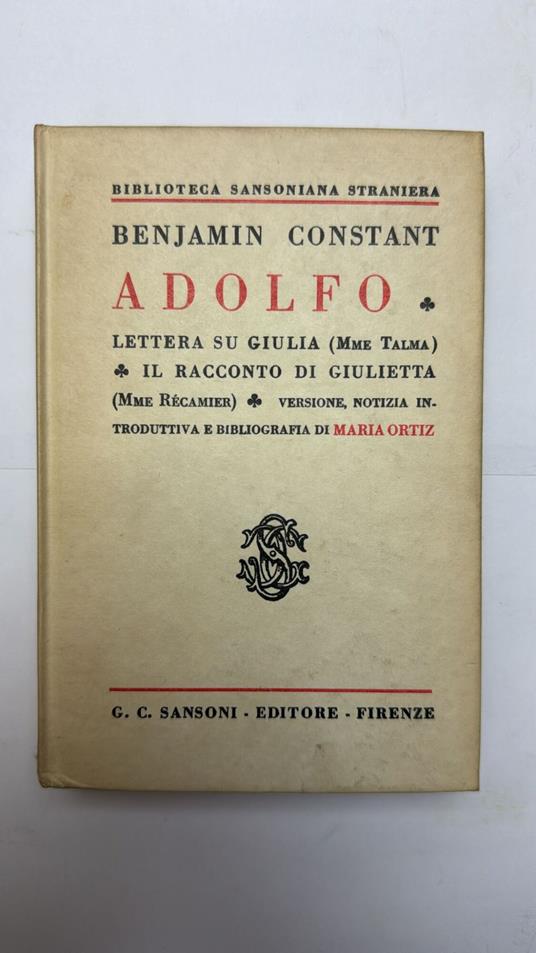 BIBLIOTECA SANSONIANA STRANIERA
BENJAMIN CONSTANT
ADOLFO ♣
LETTERA SU GIULIA (MME TALMA)
♣ IL RACCONTO DI GIULIETTA
(MME RÉCAMIER) ♣ VERSIONE, NOTIZIA IN-
TRODUTTIVA E BIBLIOGRAFIA DI MARIA ORTIZ
G. C. SANSONI - EDITORE - FIRENZE